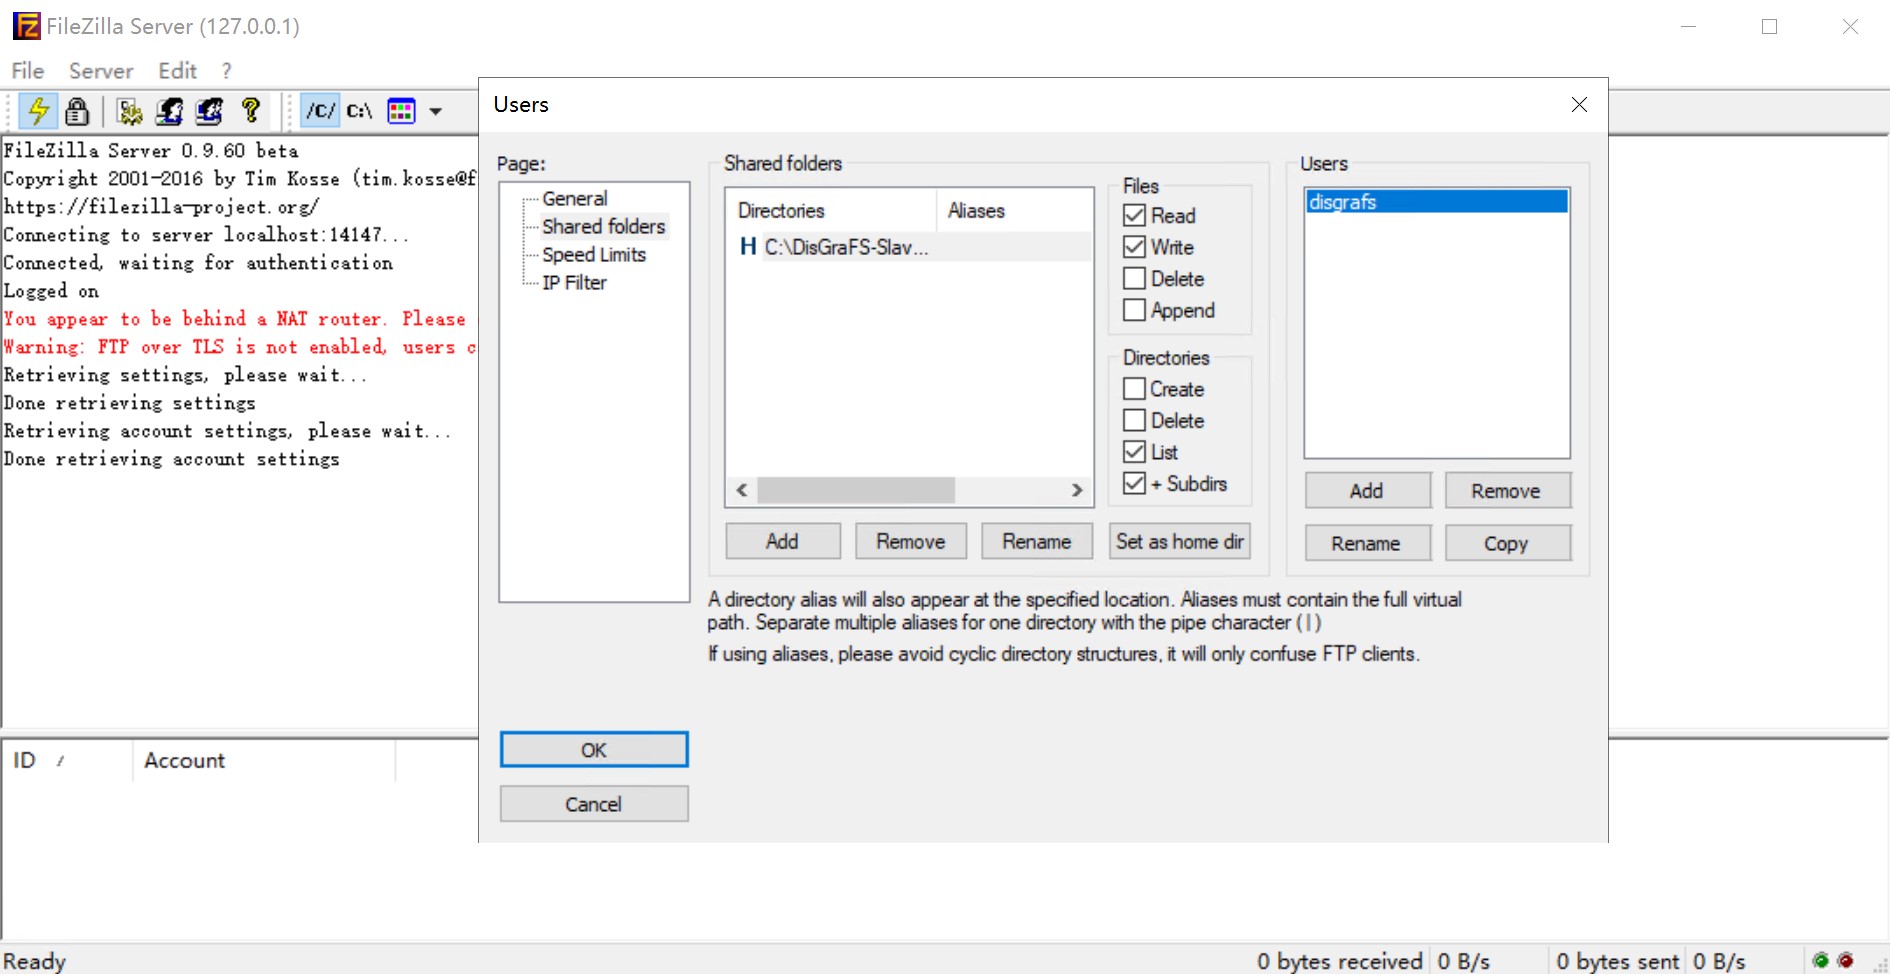 FileZilla Server (127.0.0.1)
File Server Edit ?
/C/ C:\
FileZilla Server 0.9.60 beta
Copyright 2001-2016 by Tim Kosse (tim.kosse@f
https://filezilla-project.org/
Connecting to server localhost:14147...
Connected, waiting for authentication
Logged on
You appear to be behind a NAT router. Please
Warning: FTP over TLS is not enabled, users c
Retrieving settings, please wait...
Done retrieving settings
Retrieving account settings, please wait...
Done retrieving account settings
Users
Page:
General
Shared folders
Speed Limits
IP Filter
Shared folders
Directories Aliases
H C:\DisGraFS-Slav...
Add Remove Rename Set as home dir
Files
Read
Write
Delete
Append
Directories
Create
Delete
List
+ Subdirs
Users
disgrafs
Add Remove
Rename Copy
A directory alias will also appear at the specified location. Aliases must contain the full virtual
path. Separate multiple aliases for one directory with the pipe character (|)
If using aliases, please avoid cyclic directory structures, it will only confuse FTP clients.
OK
Cancel
ID / Account
Ready 0 bytes received 0 B/s 0 bytes sent 0 B/s